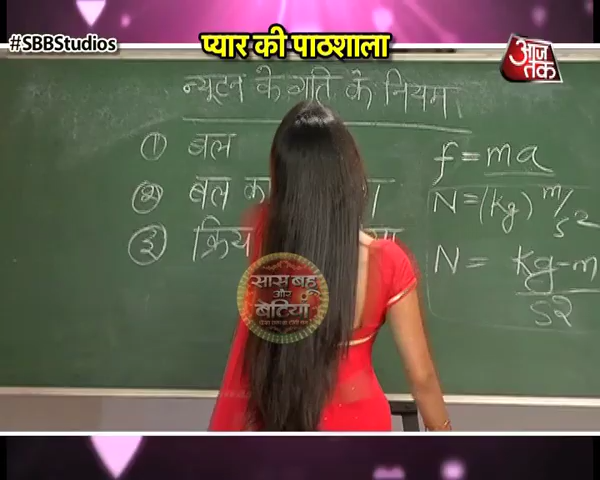 प्यार की पाठशाला
#SBBStudios
आज
तक
न्यूटन के गति के नियम
① बल
② बल
③ क्रिया
f = ma
N = (kg) m/s2
N = kg-m
s2
सास बहू
और
बेटियां